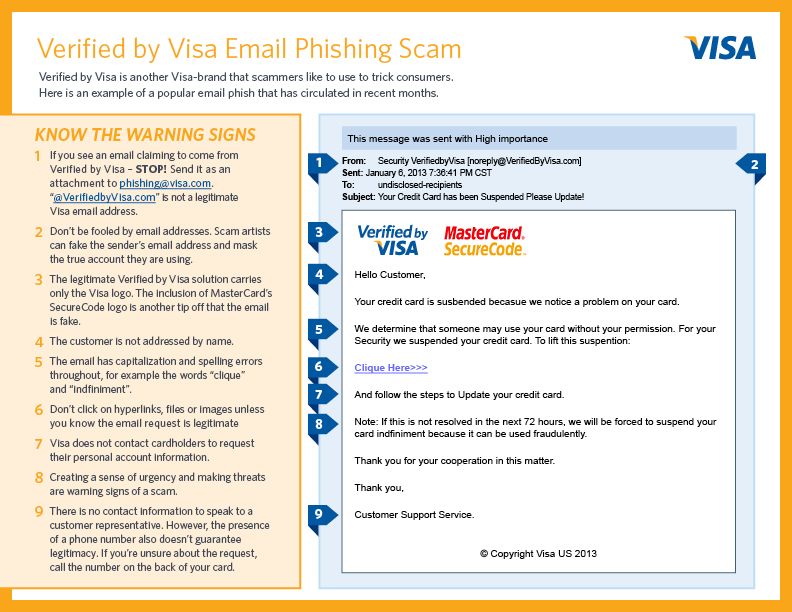 Verified by Visa Email Phishing Scam
VISA
Verified by Visa is another Visa-brand that scammers like to use to trick consumers.
Here is an example of a popular email phish that has circulated in recent months.
KNOW THE WARNING SIGNS
1 If you see an email claiming to come from
Verified by Visa – STOP! Send it as an
attachment to phishing@visa.com.
“@VerifiedbyVisa.com” is not a legitimate
Visa email address.
2 Don’t be fooled by email addresses. Scam artists
can fake the sender’s email address and mask
the true account they are using.
3 The legitimate Verified by Visa solution carries
only the Visa logo. The inclusion of MasterCard’s
SecureCode logo is another tip off that the email
is fake.
4 The customer is not addressed by name.
5 The email has capitalization and spelling errors
throughout, for example the words “clique”
and “indfiniment”.
6 Don’t click on hyperlinks, files or images unless
you know the email request is legitimate
7 Visa does not contact cardholders to request
their personal account information.
8 Creating a sense of urgency and making threats
are warning signs of a scam.
9 There is no contact information to speak to a
customer representative. However, the presence
of a phone number also doesn’t guarantee
legitimacy. If you’re unsure about the request,
call the number on the back of your card.
This message was sent with High importance
1 From: Security VerifiedbyVisa [noreply@VerifiedByVisa.com] 2
Sent: January 6, 2013 7:36:41 PM CST
To: undisclosed-recipients
Subject: Your Credit Card has been Suspended Please Update!
3 Verified by VISA MasterCard. SecureCode.
4 Hello Customer,
Your credit card is susbended becasue we notice a problem on your card.
5 We determine that someone may use your card without your permission. For your
Security we suspended your credit card. To lift this suspention:
6 Clique Here>>>
7 And follow the steps to Update your credit card.
8 Note: If this is not resolved in the next 72 hours, we will be forced to suspend your
card indfiniment because it can be used fraudulently.
Thank you for your cooperation in this matter.
Thank you,
9 Customer Support Service.
© Copyright Visa US 2013